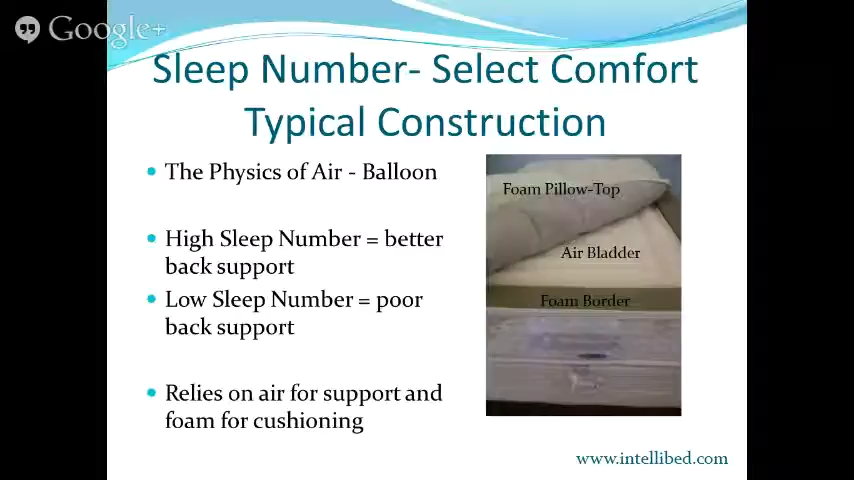 Google+
Sleep Number- Select Comfort
Typical Construction
• The Physics of Air - Balloon
• High Sleep Number = better
back support
• Low Sleep Number = poor
back support
• Relies on air for support and
foam for cushioning
Foam Pillow-Top
Air Bladder
Foam Border
www.intellibed.com